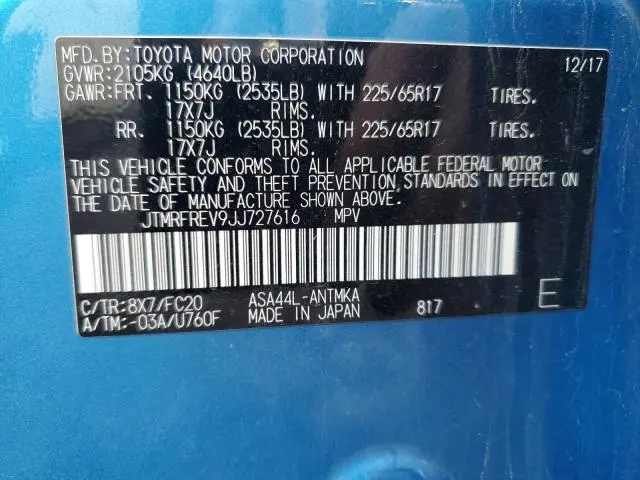 MFD.BY:TOYOTA MOTOR CORPORATION 12/17
GVWR:2105KG (4640LB)
GAWR:FRT. 1150KG (2535LB) WITH 225/65R17 TIRES.
17X7J RIMS.
RR. 1150KG (2535LB) WITH 225/65R17 TIRES.
17X7J RIMS.
THIS VEHICLE CONFORMS TO ALL APPLICABLE FEDERAL MOTOR
VEHICLE SAFETY AND THEFT PREVENTION STANDARDS IN EFFECT
ON THE DATE OF MANUFACTURE SHOWN ABOVE.
JTMRFREV9JJ727616 MPV
C/TR:8X7/FC20 ASA44L-ANTMKA
A/TM:-03A/U760F MADE IN JAPAN 817 E